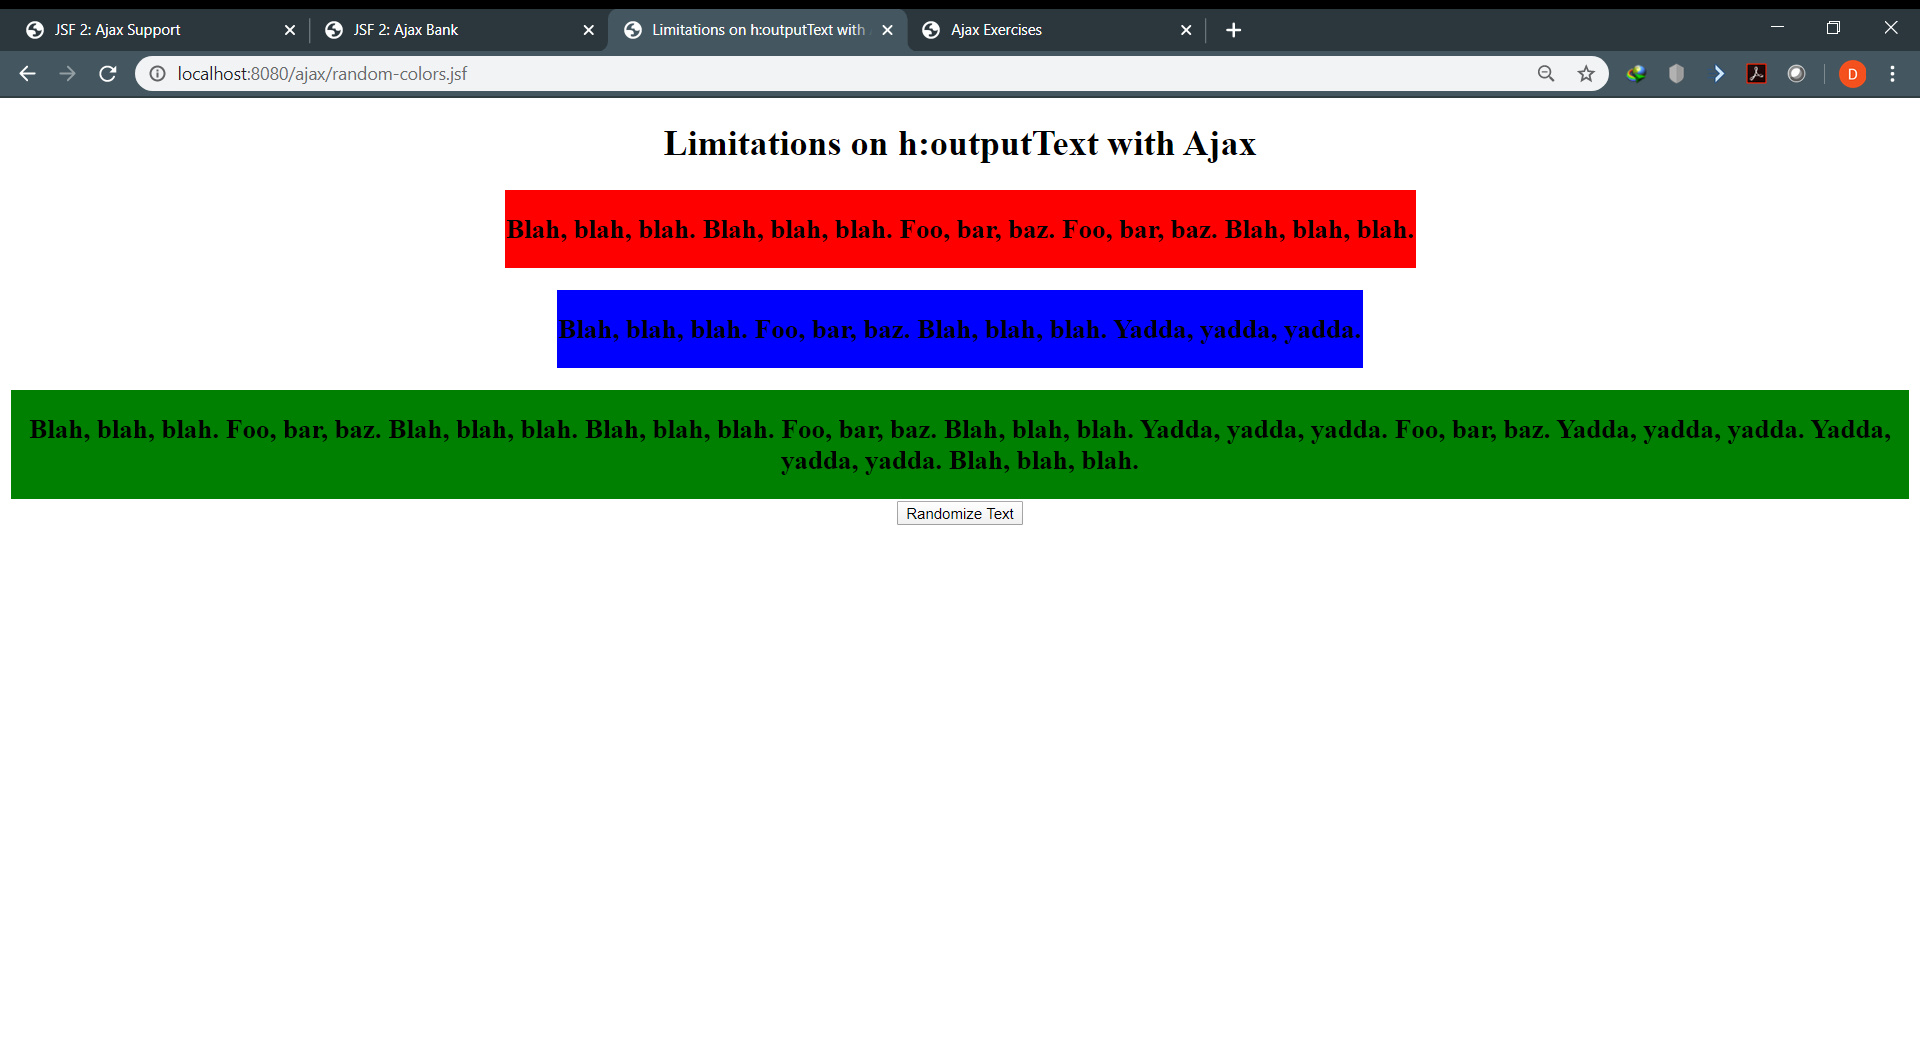 JSF 2: Ajax Support
JSF 2: Ajax Bank
Limitations on h:outputText with
Ajax Exercises
localhost:8080/ajax/random-colors.jsf
D
Limitations on h:outputText with Ajax
Blah, blah, blah. Blah, blah, blah. Foo, bar, baz. Foo, bar, baz. Blah, blah, blah.
Blah, blah, blah. Foo, bar, baz. Blah, blah, blah. Yadda, yadda, yadda.
Blah, blah, blah. Foo, bar, baz. Blah, blah, blah. Blah, blah, blah. Foo, bar, baz. Blah, blah, blah. Yadda, yadda, yadda. Foo, bar, baz. Yadda, yadda, yadda. Yadda,
yadda, yadda. Blah, blah, blah.
Randomize Text